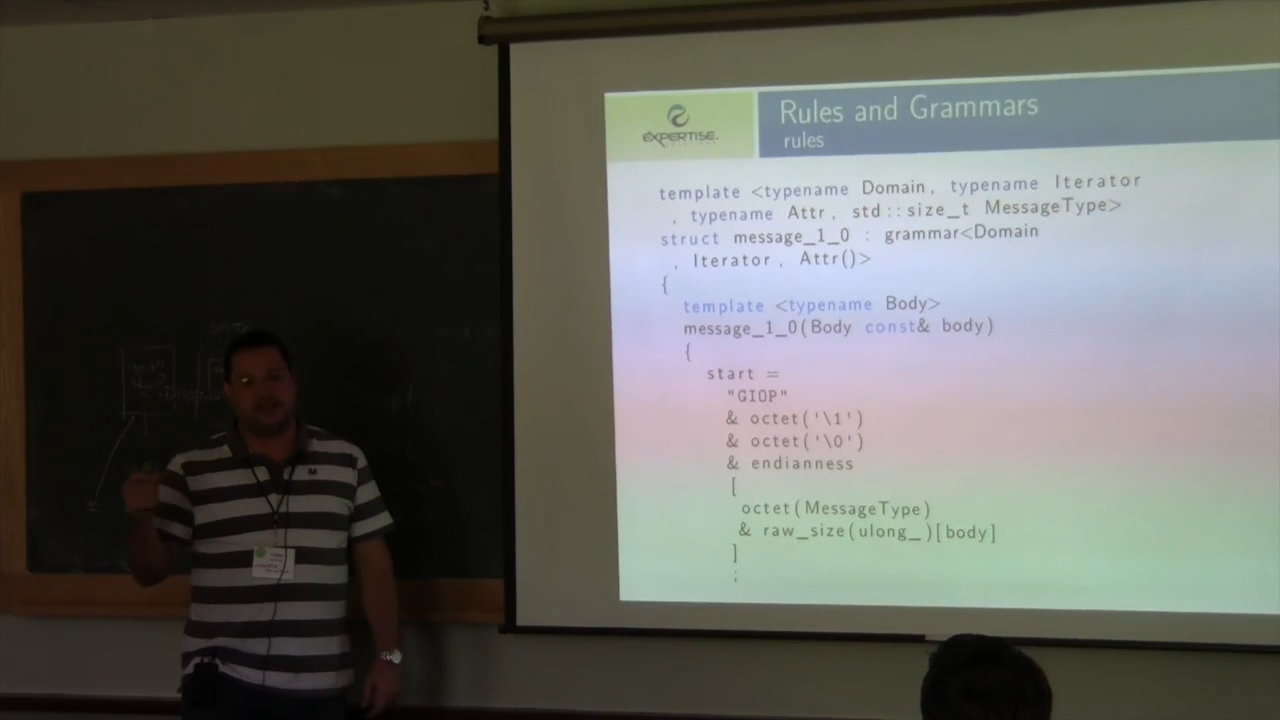 EXPERTISE
SOLUTIONS
Rules and Grammars
rules
template <typename Domain, typename Iterator
, typename Attr, std::size_t MessageType>
struct message_1_0 : grammar<Domain
, Iterator, Attr()>
{
template <typename Body>
message_1_0(Body const& body)
{
start =
"GIOP"
& octet('\1')
& octet('\0')
& endianness
[
octet(MessageType)
& raw_size(ulong_)[body]
]
;